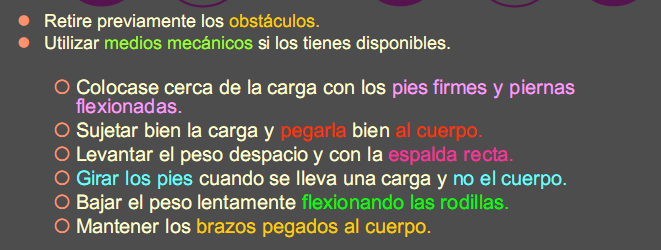 Retire previamente los obstáculos.
Utilizar medios mecánicos si los tienes disponibles.
Colocase cerca de la carga con los pies firmes y piernas
flexionadas.
Sujetar bien la carga y pegarla bien al cuerpo.
Levantar el peso despacio y con la espalda recta.
Girar los pies cuando se lleva una carga y no el cuerpo.
Bajar el peso lentamente flexionando las rodillas.
Mantener los brazos pegados al cuerpo.